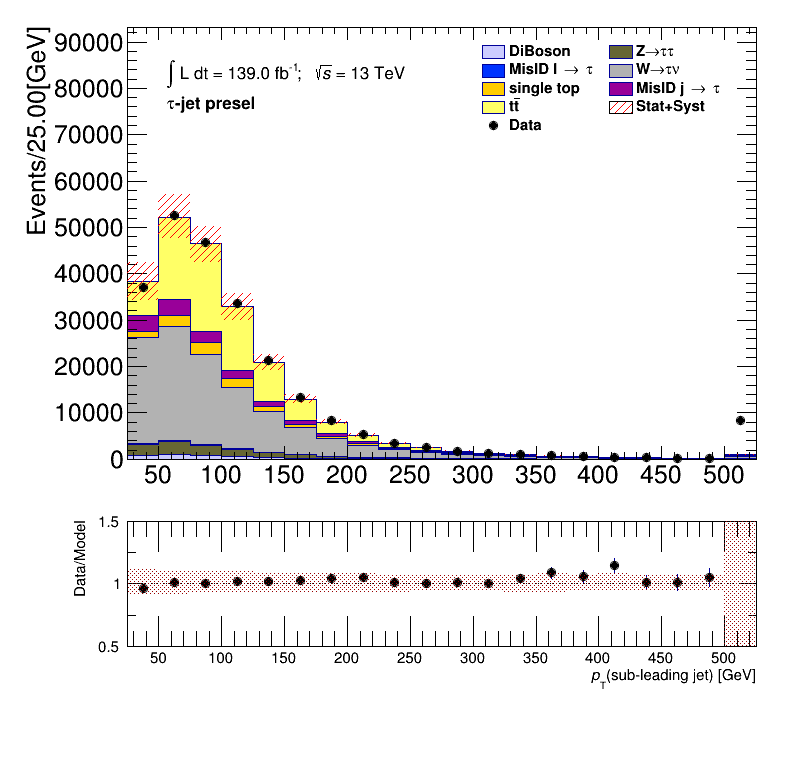 Events/25.00[GeV]
90000
80000
70000
60000
50000
40000
30000
20000
10000
0
∫ L dt = 139.0 fb⁻¹; √s = 13 TeV
τ-jet presel
DiBoson
MisID l → τ
single top
tt̄
Data
Z→ττ
W→τν
MisID j → τ
Stat+Syst
50 100 150 200 250 300 350 400 450 500
Data/Model
1.5
1
0.5
50 100 150 200 250 300 350 400 450 500
p_T(sub-leading jet) [GeV]